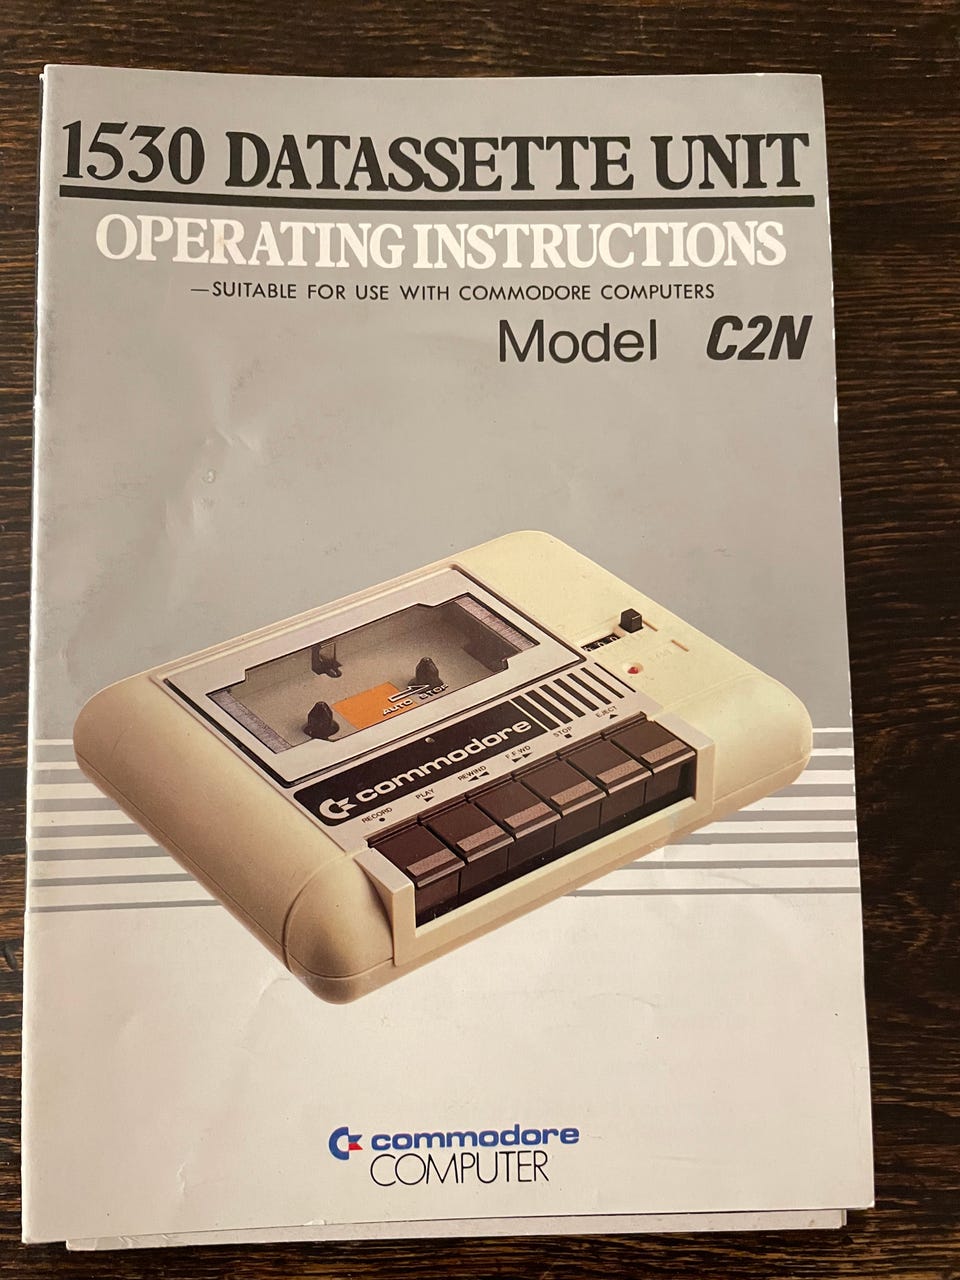 1530 DATASSETTE UNIT
OPERATING INSTRUCTIONS
—SUITABLE FOR USE WITH COMMODORE COMPUTERS
Model C2N
AUTO STOP
commodore
RECORD PLAY REWIND F.FWD STOP EJECT
commodore
COMPUTER